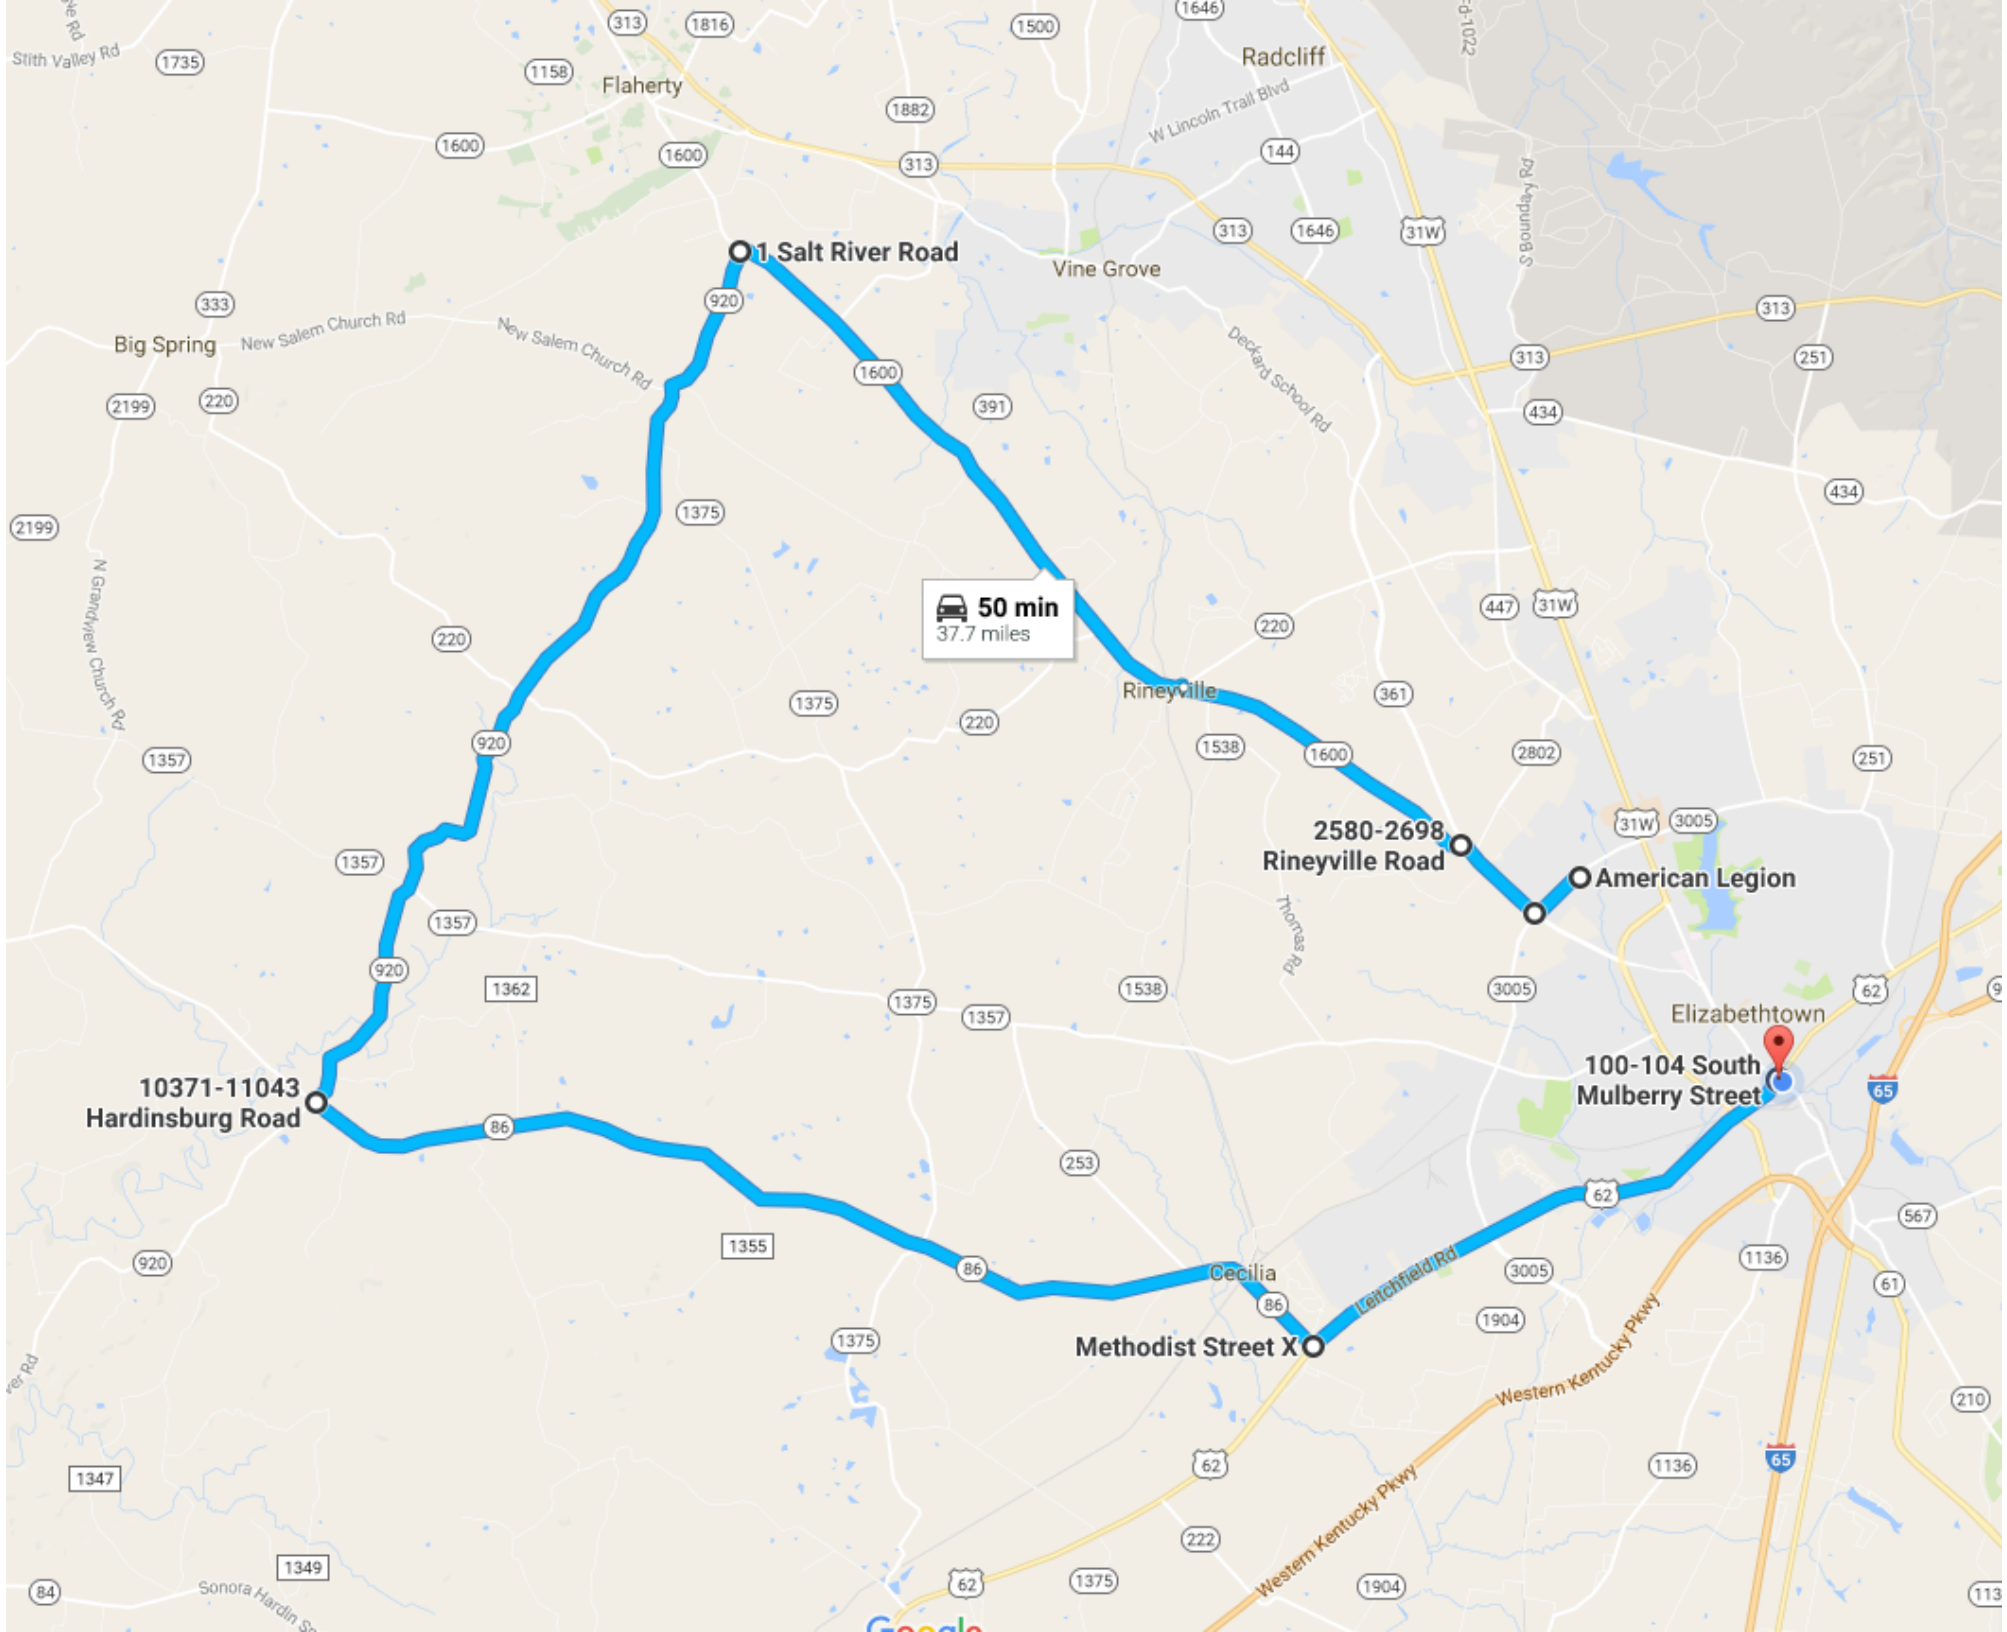 1646
313
1816
1500
Radcliff
Stith Valley Rd
1735
1158
Flaherty
W Lincoln Trail Blvd
1882
1600
1600
313
144
S Boundary Rd
313
1646
31W
1 Salt River Road
Vine Grove
920
333
313
Big Spring
New Salem Church Rd
New Salem Church Rd
Deckard School Rd
313
251
1600
2199
220
391
434
434
2199
1375
N Grandview Church Rd
50 min
37.7 miles
447
31W
220
220
Rineyville
361
1375
220
920
1538
1600
2802
1357
251
31W
3005
2580-2698
Rineyville Road
1357
American Legion
1357
Thomas Rd
920
1362
1538
3005
62
1375
1357
Elizabethtown
100-104 South
Mulberry Street
65
10371-11043
Hardinsburg Road
86
253
62
567
1355
1136
920
86
Cecilia
Leitchfield Rd
3005
61
86
1904
1375
Methodist Street X
Western Kentucky Pkwy
210
62
65
1136
1347
Western Kentucky Pkwy
222
1349
84
Sonora Hardin
62
1375
1904
Google